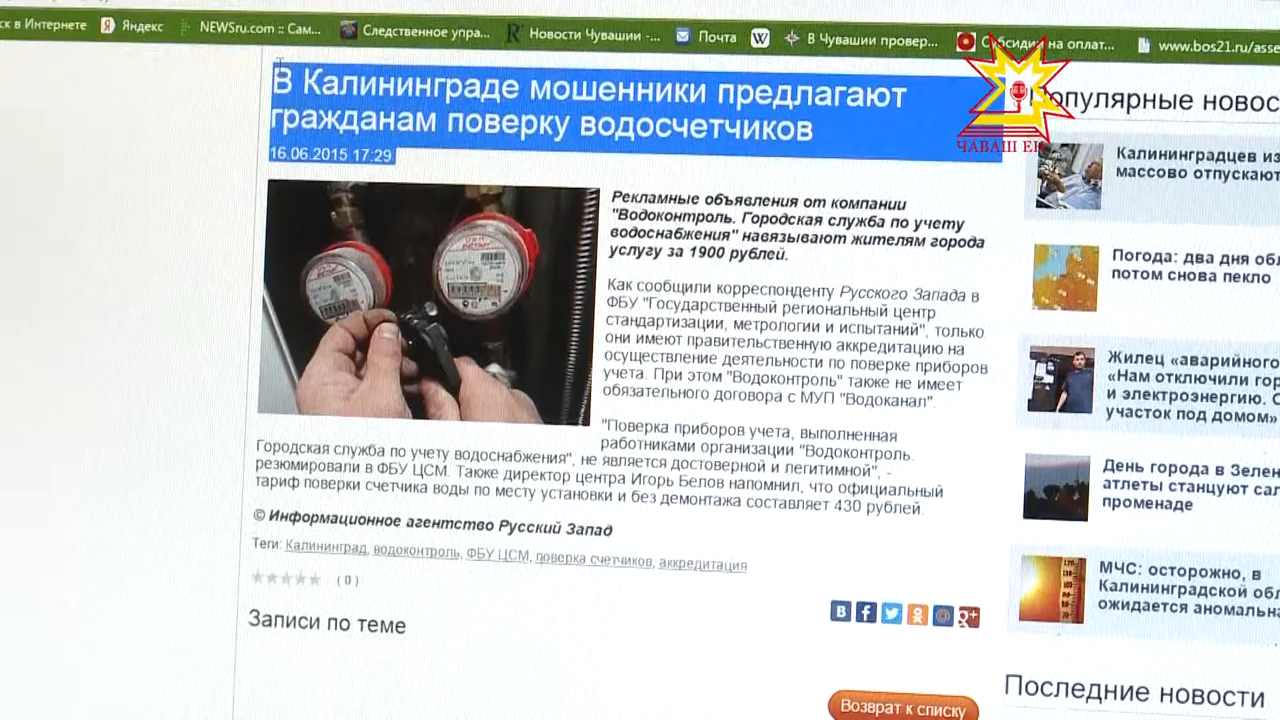 ск в Интернете Яндекс NEWSru.com :: Сам... Следственное упра... Новости Чувашии -... Почта W В Чувашии провер... Субсидии на оплат... www.bos21.ru/asse
В Калининграде мошенники предлагают
гражданам поверку водосчетчиков
16.06.2015 17:29
ЧĂВАШ ЕН
Рекламные объявления от компании
"Водоконтроль. Городская служба по учету
водоснабжения" навязывают жителям города
услугу за 1900 рублей.
Как сообщили корреспонденту Русского Запада в
ФБУ "Государственный региональный центр
стандартизации, метрологии и испытаний", только
они имеют правительственную аккредитацию на
осуществление деятельности по поверке приборов
учета. При этом "Водоконтроль" также не имеет
обязательного договора с МУП "Водоканал".
"Поверка приборов учета, выполненная
работниками организации "Водоконтроль.
Городская служба по учету водоснабжения", не является достоверной и легитимной", -
резюмировали в ФБУ ЦСМ. Также директор центра Игорь Белов напомнил, что официальный
тариф поверки счетчика воды по месту установки и без демонтажа составляет 430 рублей.
© Информационное агентство Русский Запад
Теги: Калининград, водоконтроль, ФБУ ЦСМ, поверка счетчиков, аккредитация
( 0 )
Записи по теме
Возврат к списку
Популярные новос
Калининградцев из
массово отпускают
Погода: два дня обл
потом снова пекло
Жилец «аварийного
«Нам отключили гор
и электроэнергию. С
участок под домом»
День города в Зелен
атлеты станцуют сал
променаде
МЧС: осторожно, в
Калининградской обл
ожидается аномальна
Последние новости